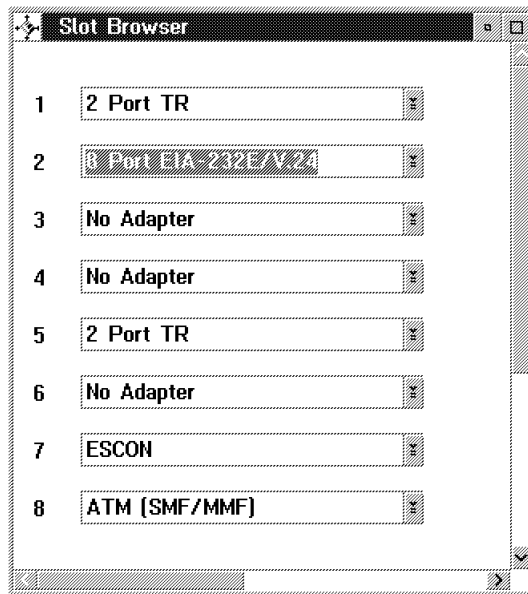 Slot Browser
1 2 Port TR
2 8 Port EIA-232E/V.24
3 No Adapter
4 No Adapter
5 2 Port TR
6 No Adapter
7 ESCON
8 ATM (SMF/MMF)